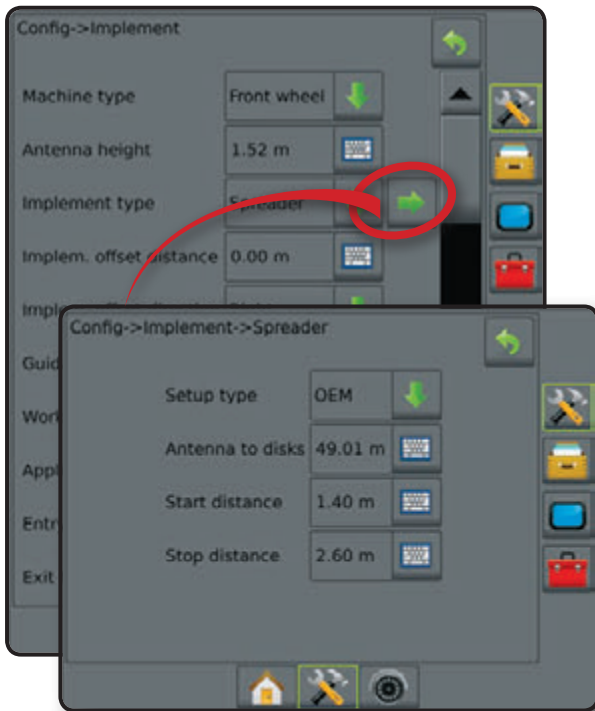 Config->Implement
Machine type Front wheel
Antenna height 1.52 m
Implement type Spreader
Implem. offset distance 0.00 m
Config->Implement->Spreader
Setup type OEM
Antenna to disks 49.01 m
Start distance 1.40 m
Stop distance 2.60 m
Exit